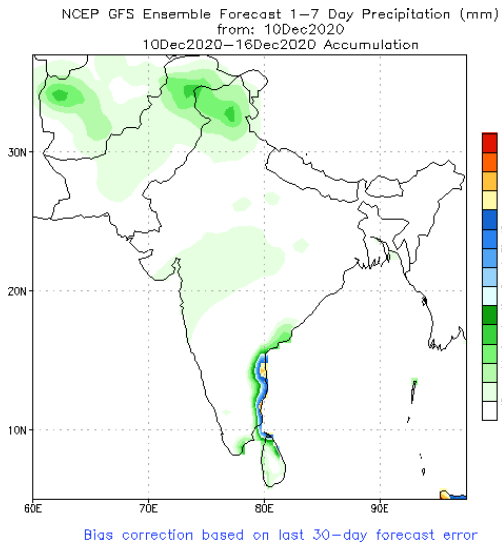 NCEP GFS Ensemble Forecast 1–7 Day Precipitation (mm)
from: 10Dec2020
10Dec2020–16Dec2020 Accumulation
30N
20N
10N
60E 70E 80E 90E
Bias correction based on last 30-day forecast error